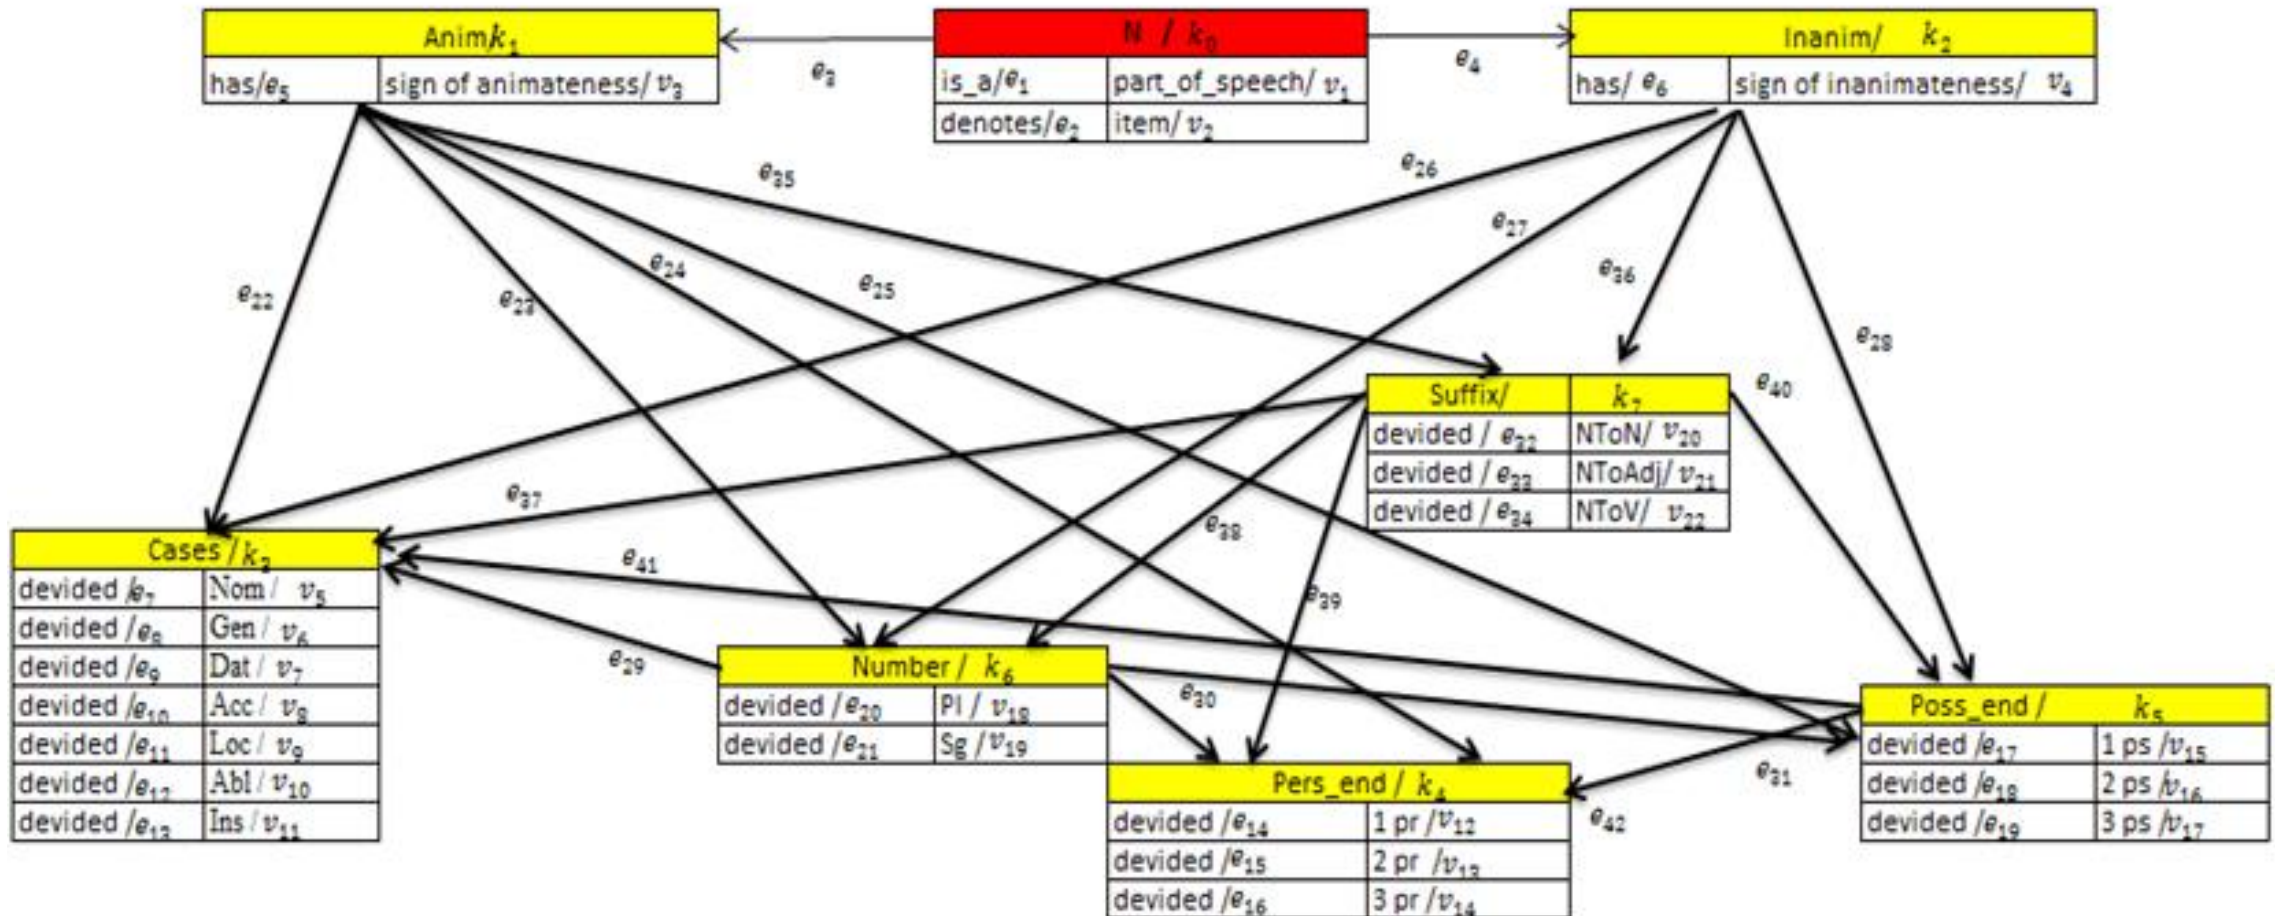 Anim/k₁
N / k₀
Inanim/ k₂
has/e₅ sign of animateness/ v₃
e₃
is_a/e₁ part_of_speech/ v₁
e₄
has/ e₆ sign of inanimateness/ v₄
denotes/e₂ item/ v₂
e₃₅
e₂₆
e₂₇
e₂₂
e₂₃
e₂₄
e₂₅
e₃₆
e₂₈
Suffix/ k₇
e₄₀
devided / e₃₂ NToN/ v₂₀
devided / e₃₃ NToAdj/ v₂₁
devided / e₃₄ NToV/ v₂₂
e₃₇
e₃₈
e₄₁
e₃₉
Cases /k₃
devided /e₇ Nom / v₅
devided /e₈ Gen / v₆
devided /e₉ Dat / v₇
devided /e₁₀ Acc / v₈
devided /e₁₁ Loc / v₉
devided /e₁₂ Abl / v₁₀
devided /e₁₃ Ins / v₁₁
e₂₉
Number / k₆
devided /e₂₀ Pl / v₁₈
devided /e₂₁ Sg /v₁₉
e₃₀
Poss_end / k₅
devided /e₁₇ 1 ps /v₁₅
devided /e₁₈ 2 ps /v₁₆
devided /e₁₉ 3 ps /v₁₇
e₃₁
Pers_end / k₄
e₄₂
devided /e₁₄ 1 pr /v₁₂
devided /e₁₅ 2 pr /v₁₃
devided /e₁₆ 3 pr /v₁₄